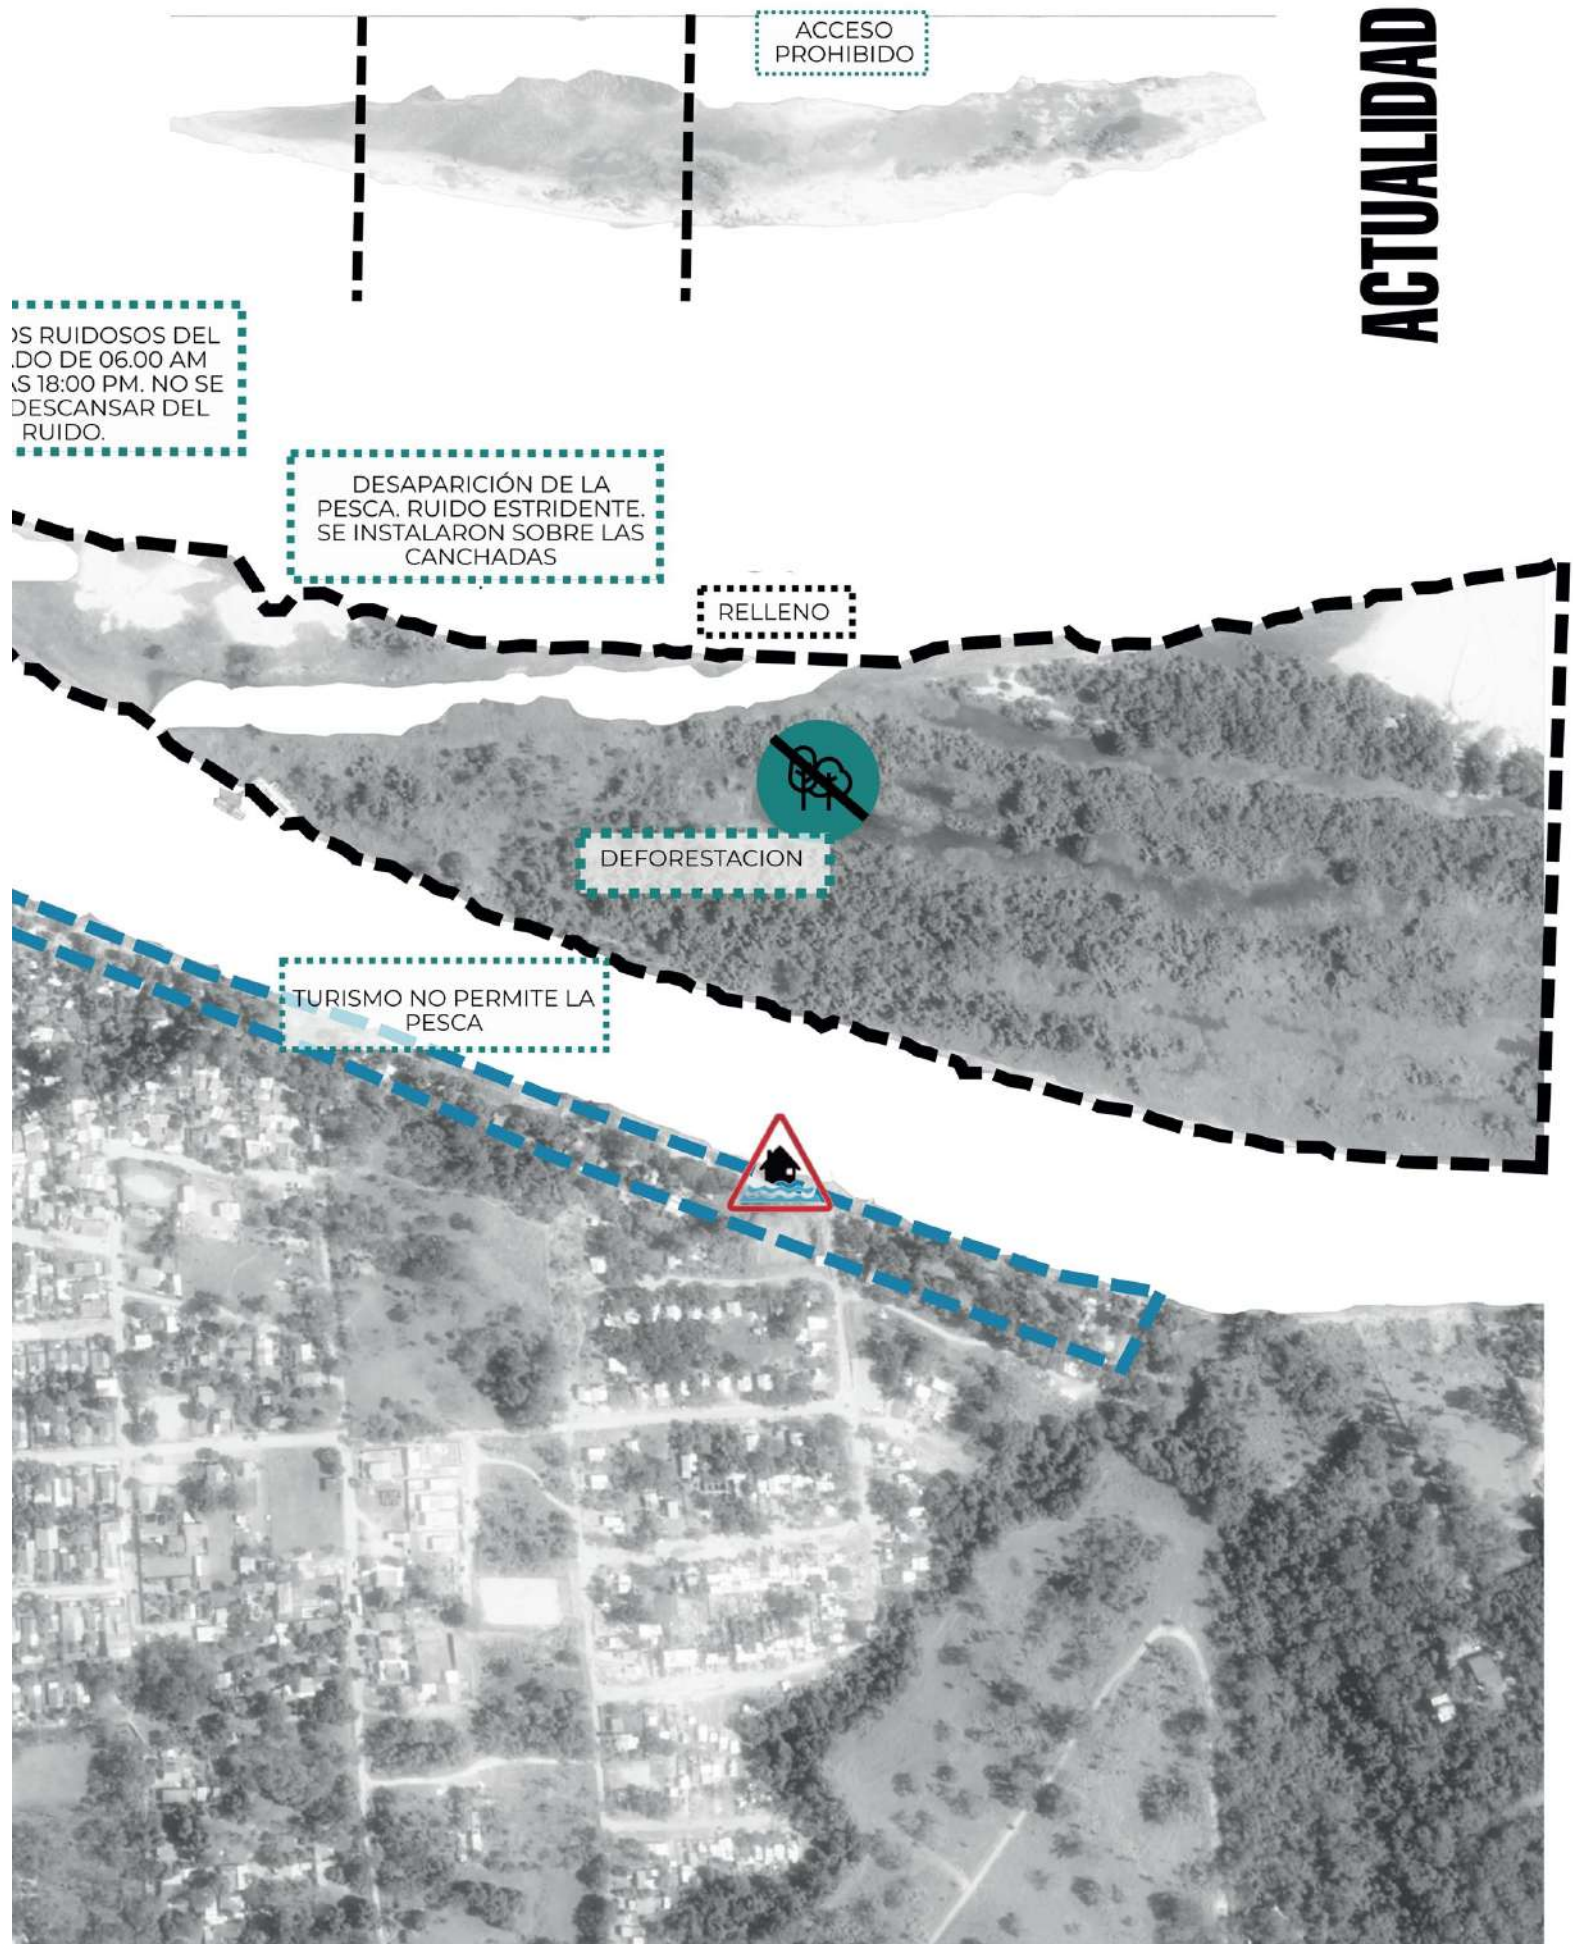 ACCESO
PROHIBIDO
ACTUALIDAD
RUIDOSOS DEL
DE 06.00 AM
18:00 PM. NO SE
DESCANSAR DEL
RUIDO.
DESAPARICIÓN DE LA
PESCA. RUIDO ESTRIDENTE.
SE INSTALARON SOBRE LAS
CANCHADAS
RELLENO
DEFORESTACION
TURISMO NO PERMITE LA
PESCA